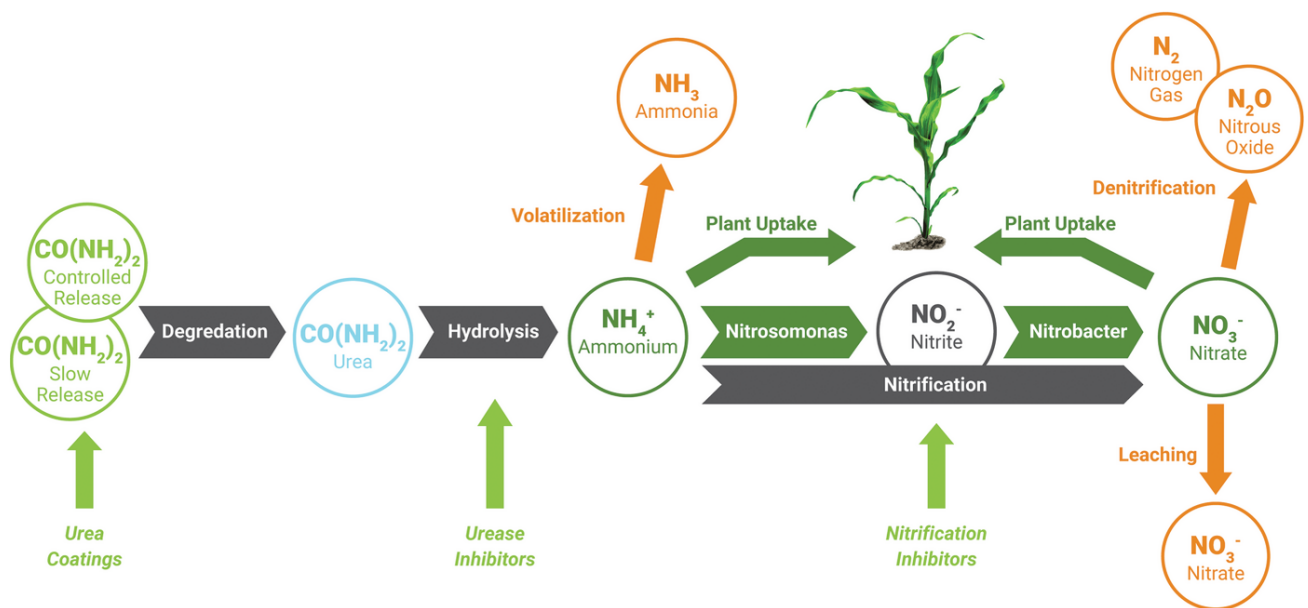 CO(NH₂)₂
Controlled
Release
CO(NH₂)₂
Slow
Release
Urea
Coatings
Degredation
CO(NH₂)₂
Urea
Hydrolysis
Urease
Inhibitors
NH₄⁺
Ammonium
Volatilization
NH₃
Ammonia
Plant Uptake
Nitrosomonas
NO₂⁻
Nitrite
Nitrobacter
Nitrification
Nitrification
Inhibitors
Plant Uptake
NO₃⁻
Nitrate
Denitrification
N₂
Nitrogen
Gas
N₂O
Nitrous
Oxide
Leaching
NO₃⁻
Nitrate